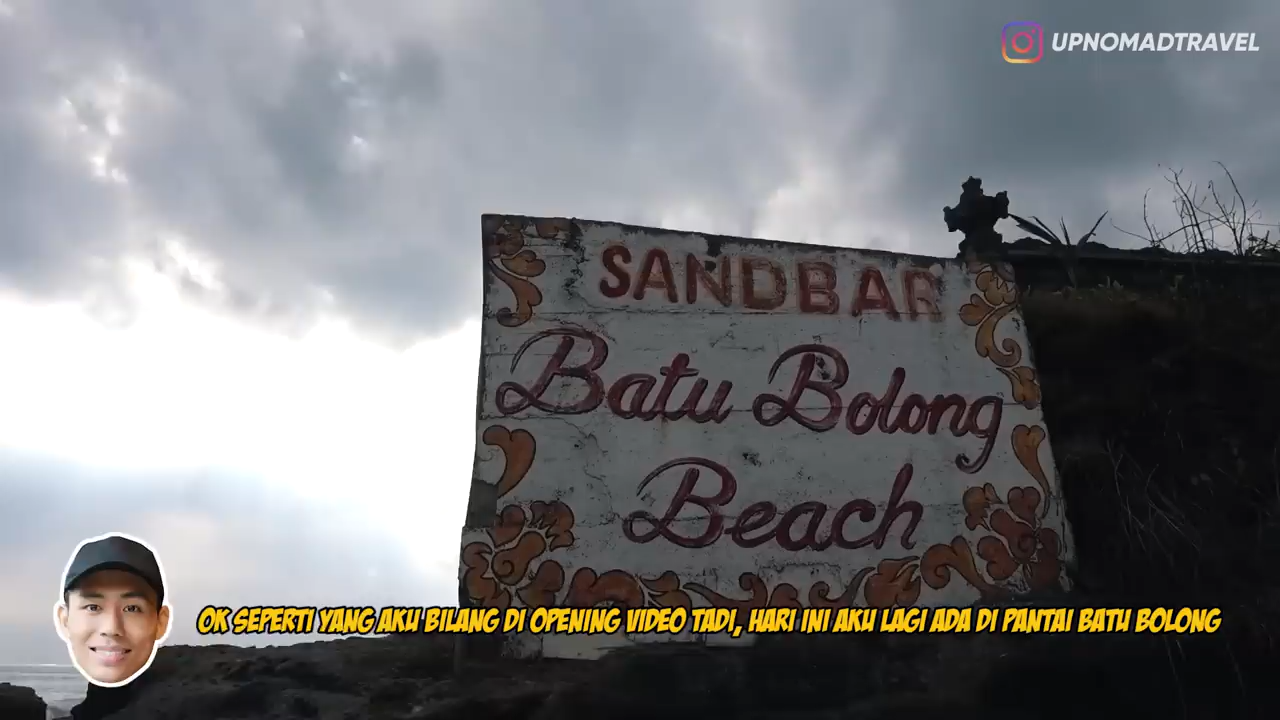 UPNOMADTRAVEL
SANDBAR
Batu Bolong
Beach
OK SEPERTI YANG AKU BILANG DI OPENING VIDEO TADI, HARI INI AKU LAGI ADA DI PANTAI BATU BOLONG